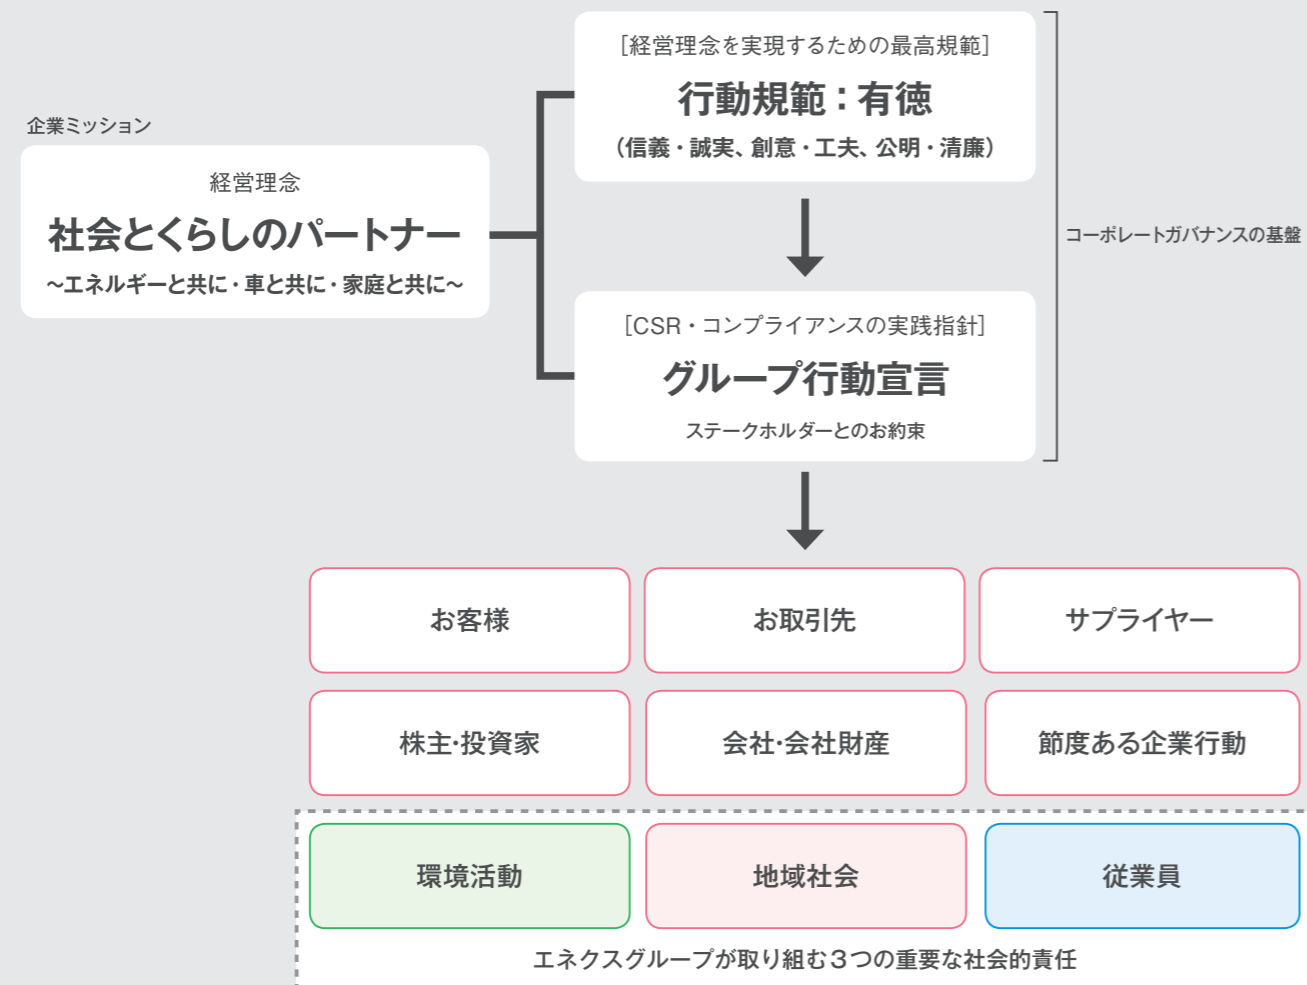 企業ミッション
経営理念
社会とくらしのパートナー
～エネルギーと共に・車と共に・家庭と共に～
［経営理念を実現するための最高規範］
行動規範：有徳
（信義・誠実、創意・工夫、公明・清廉）
コーポレートガバナンスの基盤
［CSR・コンプライアンスの実践指針］
グループ行動宣言
ステークホルダーとのお約束
お客様
お取引先
サプライヤー
株主・投資家
会社・会社財産
節度ある企業行動
環境活動
地域社会
従業員
エネクスグループが取り組む3つの重要な社会的責任